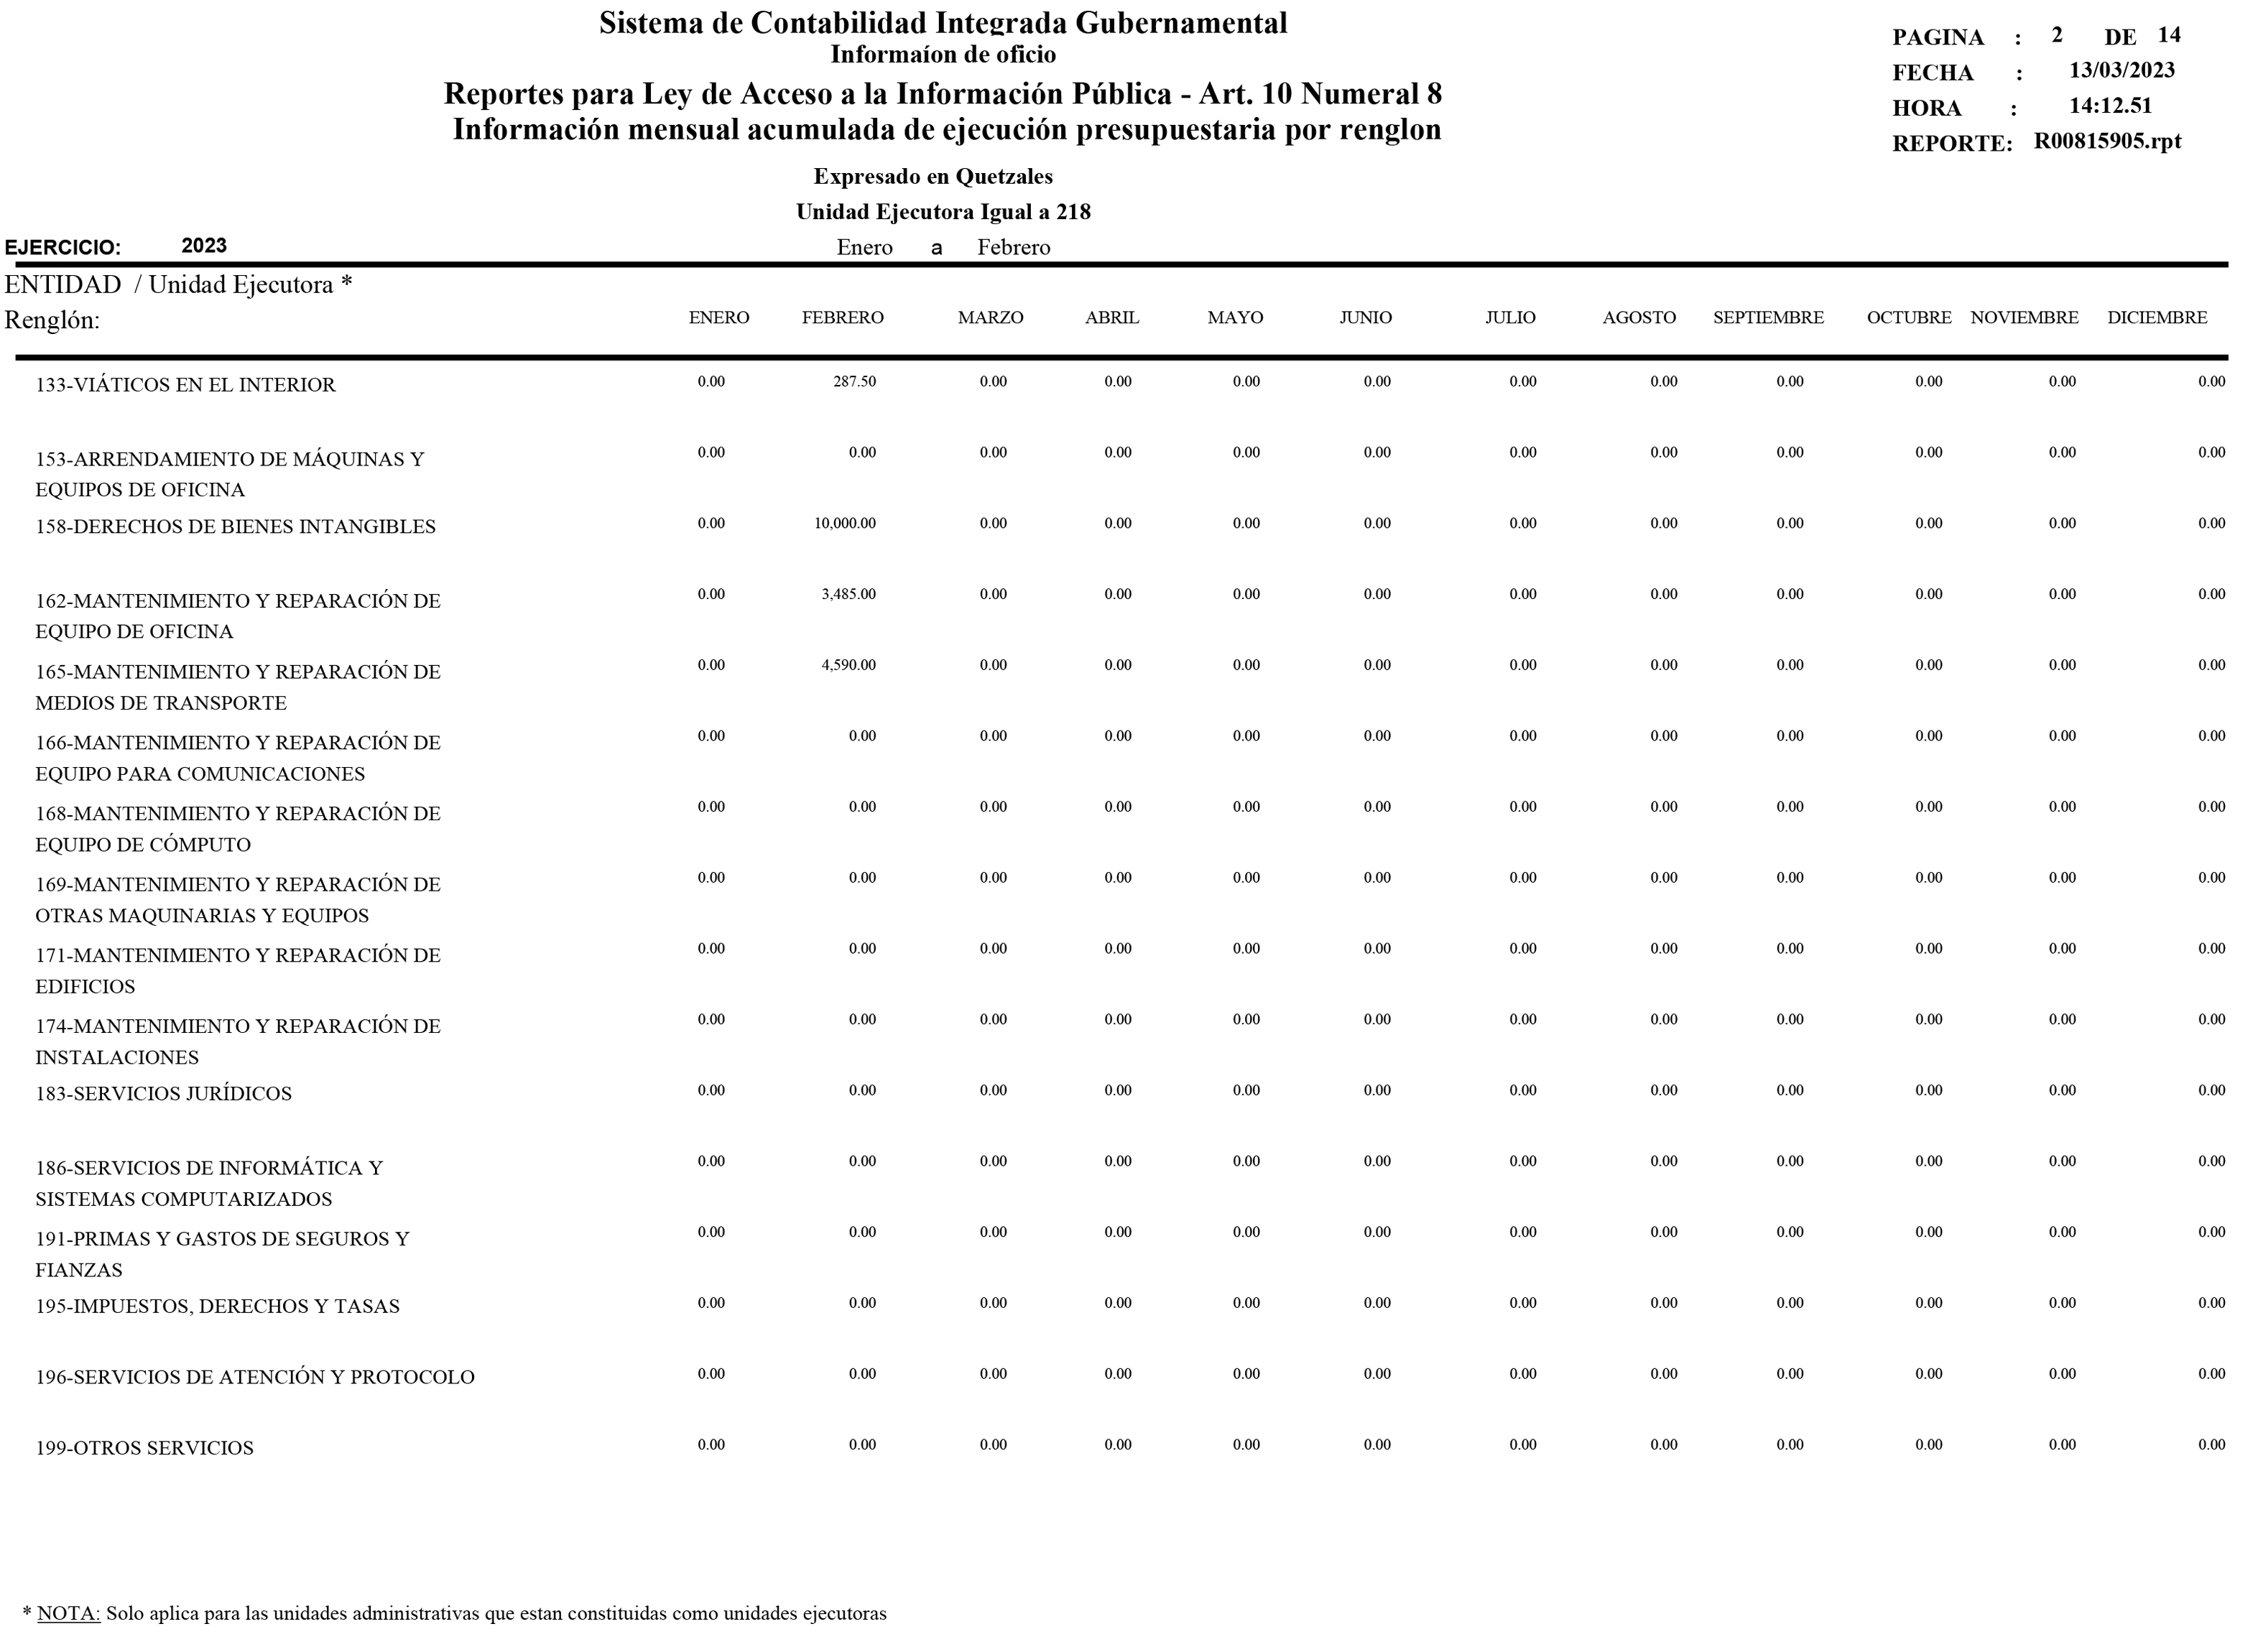 Sistema de Contabilidad Integrada Gubernamental
Informaíon de oficio
Reportes para Ley de Acceso a la Información Pública - Art. 10 Numeral 8
Información mensual acumulada de ejecución presupuestaria por renglon
Expresado en Quetzales
Unidad Ejecutora Igual a 218
PAGINA : 2 DE 14
FECHA : 13/03/2023
HORA : 14:12.51
REPORTE: R00815905.rpt
EJERCICIO: 2023 Enero a Febrero
ENTIDAD / Unidad Ejecutora *
Renglón: ENERO FEBRERO MARZO ABRIL MAYO JUNIO JULIO AGOSTO SEPTIEMBRE OCTUBRE NOVIEMBRE DICIEMBRE
133-VIÁTICOS EN EL INTERIOR 0.00 287.50 0.00 0.00 0.00 0.00 0.00 0.00 0.00 0.00 0.00 0.00
153-ARRENDAMIENTO DE MÁQUINAS Y 0.00 0.00 0.00 0.00 0.00 0.00 0.00 0.00 0.00 0.00 0.00 0.00
EQUIPOS DE OFICINA
158-DERECHOS DE BIENES INTANGIBLES 0.00 10,000.00 0.00 0.00 0.00 0.00 0.00 0.00 0.00 0.00 0.00 0.00
162-MANTENIMIENTO Y REPARACIÓN DE 0.00 3,485.00 0.00 0.00 0.00 0.00 0.00 0.00 0.00 0.00 0.00 0.00
EQUIPO DE OFICINA
165-MANTENIMIENTO Y REPARACIÓN DE 0.00 4,590.00 0.00 0.00 0.00 0.00 0.00 0.00 0.00 0.00 0.00 0.00
MEDIOS DE TRANSPORTE
166-MANTENIMIENTO Y REPARACIÓN DE 0.00 0.00 0.00 0.00 0.00 0.00 0.00 0.00 0.00 0.00 0.00 0.00
EQUIPO PARA COMUNICACIONES
168-MANTENIMIENTO Y REPARACIÓN DE 0.00 0.00 0.00 0.00 0.00 0.00 0.00 0.00 0.00 0.00 0.00 0.00
EQUIPO DE CÓMPUTO
169-MANTENIMIENTO Y REPARACIÓN DE 0.00 0.00 0.00 0.00 0.00 0.00 0.00 0.00 0.00 0.00 0.00 0.00
OTRAS MAQUINARIAS Y EQUIPOS
171-MANTENIMIENTO Y REPARACIÓN DE 0.00 0.00 0.00 0.00 0.00 0.00 0.00 0.00 0.00 0.00 0.00 0.00
EDIFICIOS
174-MANTENIMIENTO Y REPARACIÓN DE 0.00 0.00 0.00 0.00 0.00 0.00 0.00 0.00 0.00 0.00 0.00 0.00
INSTALACIONES
183-SERVICIOS JURÍDICOS 0.00 0.00 0.00 0.00 0.00 0.00 0.00 0.00 0.00 0.00 0.00 0.00
186-SERVICIOS DE INFORMÁTICA Y 0.00 0.00 0.00 0.00 0.00 0.00 0.00 0.00 0.00 0.00 0.00 0.00
SISTEMAS COMPUTARIZADOS
191-PRIMAS Y GASTOS DE SEGUROS Y 0.00 0.00 0.00 0.00 0.00 0.00 0.00 0.00 0.00 0.00 0.00 0.00
FIANZAS
195-IMPUESTOS, DERECHOS Y TASAS 0.00 0.00 0.00 0.00 0.00 0.00 0.00 0.00 0.00 0.00 0.00 0.00
196-SERVICIOS DE ATENCIÓN Y PROTOCOLO 0.00 0.00 0.00 0.00 0.00 0.00 0.00 0.00 0.00 0.00 0.00 0.00
199-OTROS SERVICIOS 0.00 0.00 0.00 0.00 0.00 0.00 0.00 0.00 0.00 0.00 0.00 0.00
* NOTA: Solo aplica para las unidades administrativas que estan constituidas como unidades ejecutoras